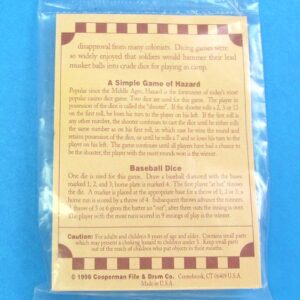 disapproval from many colonists. Dicing games were
so widely enjoyed that soldiers would hammer their lead
musket balls into crude dice for playing in camp.
A Simple Game of Hazard
Popular since the Middle Ages, Hazard is the forerunner of today's most
popular casino dice game. Two dice are used for this game. The player in
possession of the dice is called the "shooter". If the shooter rolls a 2, 3 or 12
on the first roll, he loses his turn to the player on his left. If the first roll is
any other number, the shooter continues to cast the dice until he either rolls
the same number as on his first roll, in which case he wins the round and
retains possession of the dice, or until he rolls a 7 and so loses his turn to the
player on his left. The game continues until all players have had a chance to
be the shooter, the player with the most rounds won is the winner.
Baseball Dice
One die is used for this game. Draw a baseball diamond with the bases
marked 1, 2, and 3; home plate is marked 4. The first player "at bat" throws
the die. A marker is placed at the appropriate base for a throw of 1, 2 or 3; a
home run is scored by a throw of 4. Subsequent throws advance the runners.
A throw of 5 or 6 gives the batter an "out", after three outs the inning is over.
The player with the most runs scored in 9 innings of play is the winner.
Caution: For adults and children 8 years of age and older. Contains small parts
which may present a choking hazard to children under 3. Keep small parts
out of the reach of children who put objects in their mouths.
© 1996 Cooperman Fife & Drum Co. Centerbrook, CT 06409 U.S.A.
Made in U.S.A.